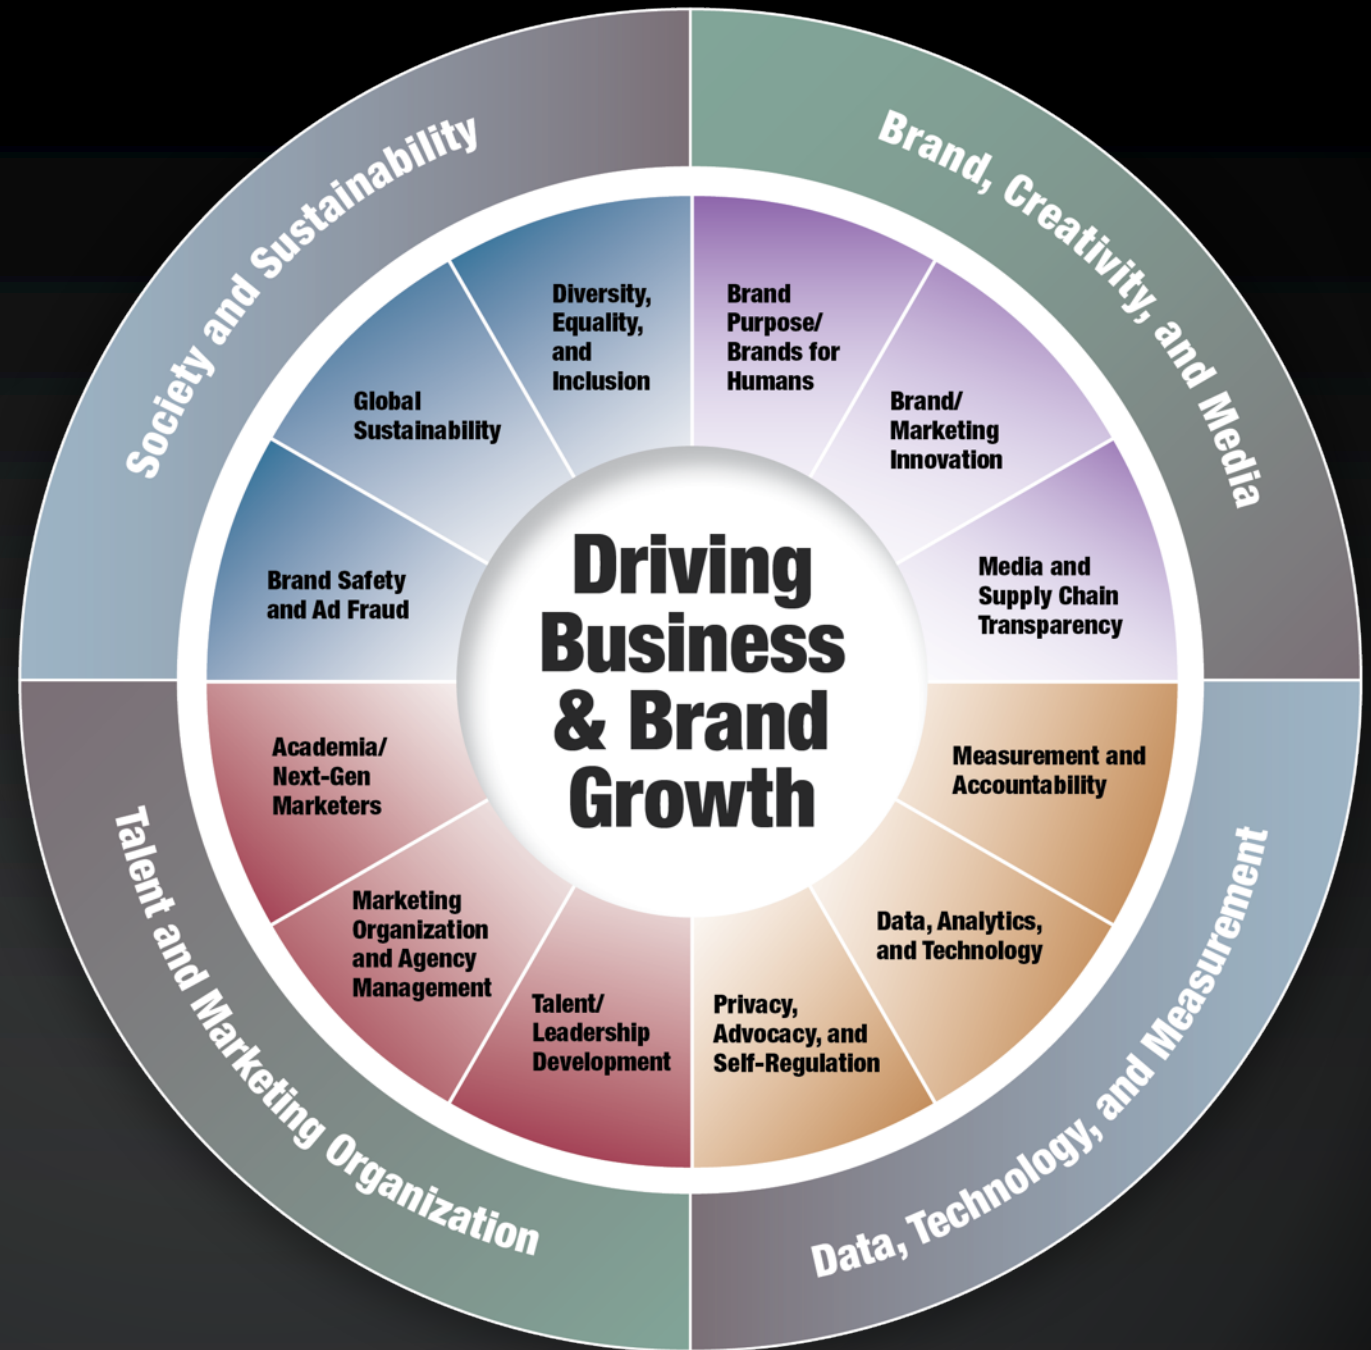 Society and Sustainability
Brand, Creativity, and Media
Diversity,
Equality,
and
Inclusion
Brand
Purpose/
Brands for
Humans
Global
Sustainability
Brand/
Marketing
Innovation
Brand Safety
and Ad Fraud
Media and
Supply Chain
Transparency
Driving
Business
& Brand
Growth
Academia/
Next-Gen
Marketers
Measurement and
Accountability
Marketing
Organization
and Agency
Management
Data, Analytics,
and Technology
Talent/
Leadership
Development
Privacy,
Advocacy, and
Self-Regulation
Talent and Marketing Organization
Data, Technology, and Measurement